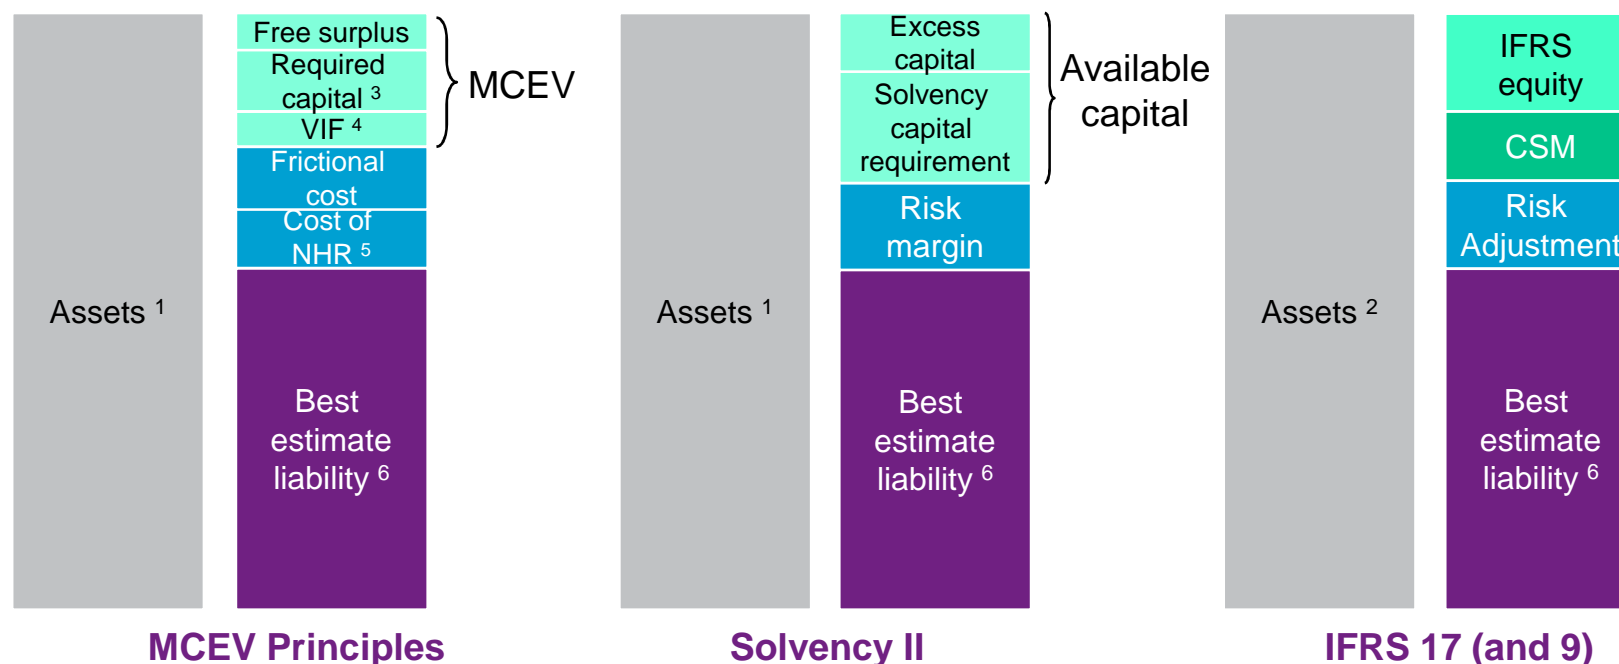 Assets 1
Free surplus
Required
capital 3
VIF 4
Frictional
cost
Cost of
NHR 5
Best
estimate
liability 6
MCEV
MCEV Principles
Assets 1
Excess
capital
Solvency
capital
requirement
Risk
margin
Best
estimate
liability 6
Available
capital
Solvency II
Assets 2
IFRS
equity
CSM
Risk
Adjustment
Best
estimate
liability 6
IFRS 17 (and 9)